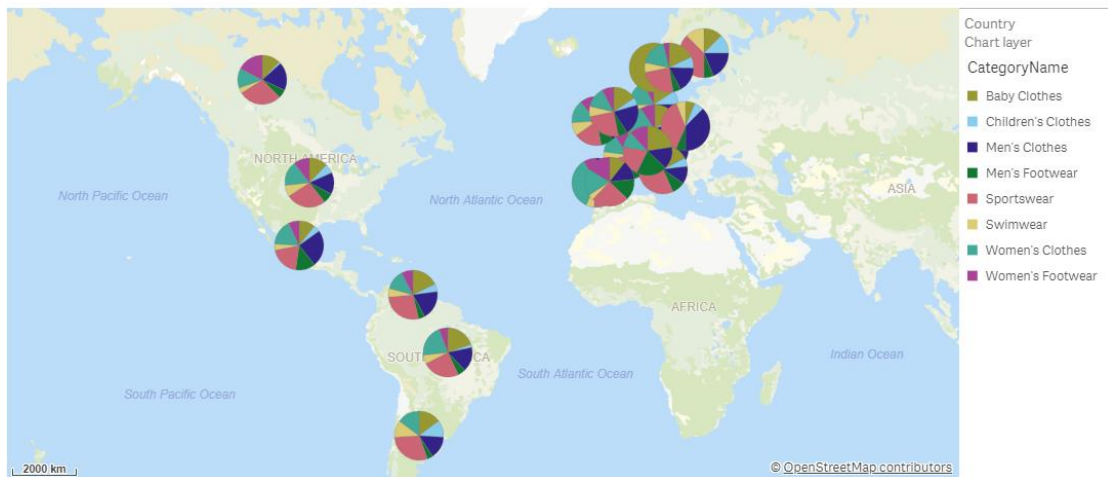 NORTH AMERICA
North Pacific Ocean
North Atlantic Ocean
ASIA
AFRICA
SOUTH AMERICA
Indian Ocean
South Pacific Ocean
South Atlantic Ocean
2000 km
© OpenStreetMap contributors
Country
Chart layer
CategoryName
Baby Clothes
Children's Clothes
Men's Clothes
Men's Footwear
Sportswear
Swimwear
Women's Clothes
Women's Footwear